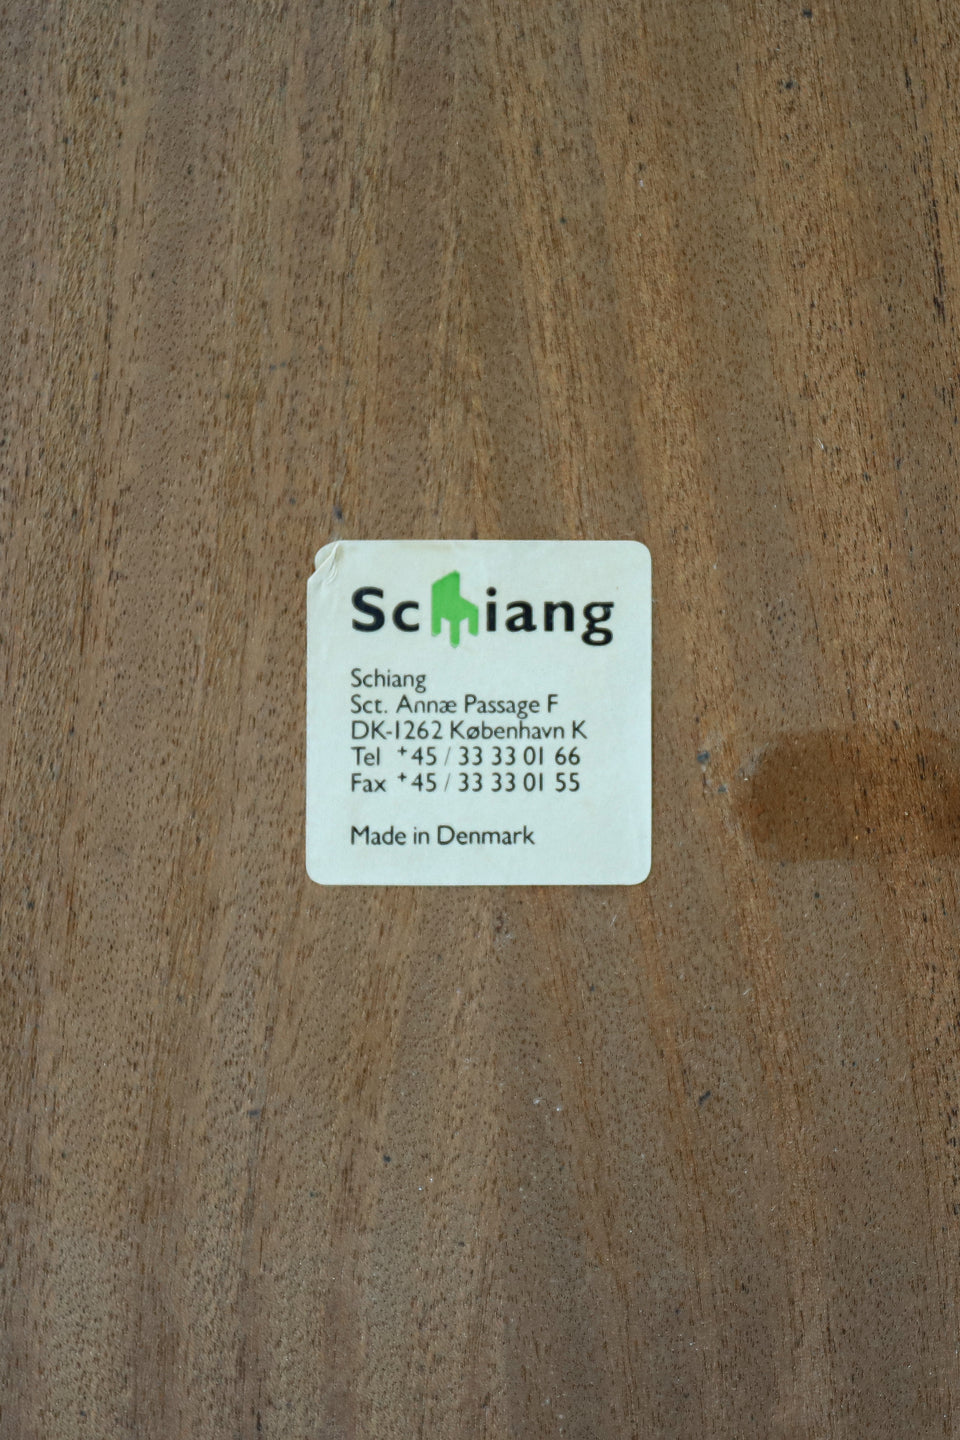 Schiang
Schiang
Sct. Annæ Passage F
DK-1262 København K
Tel +45 / 33 33 01 66
Fax +45 / 33 33 01 55
Made in Denmark